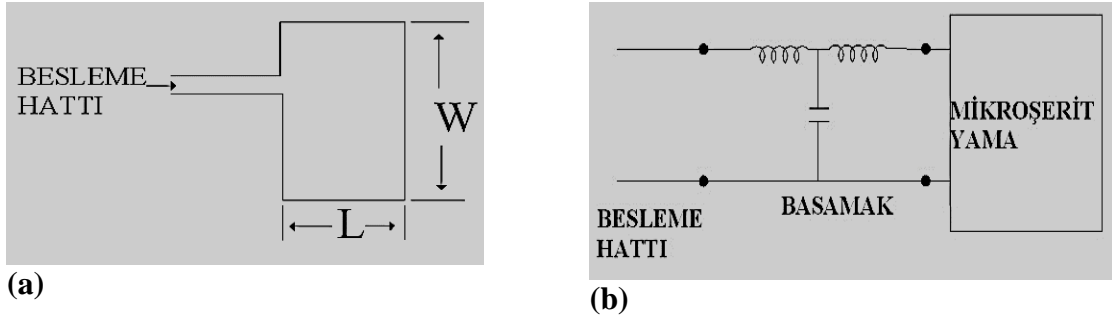 BESLEME
HATTI
W
L
(a)
MİKROŞERİT
YAMA
BASAMAK
BESLEME
HATTI
(b)